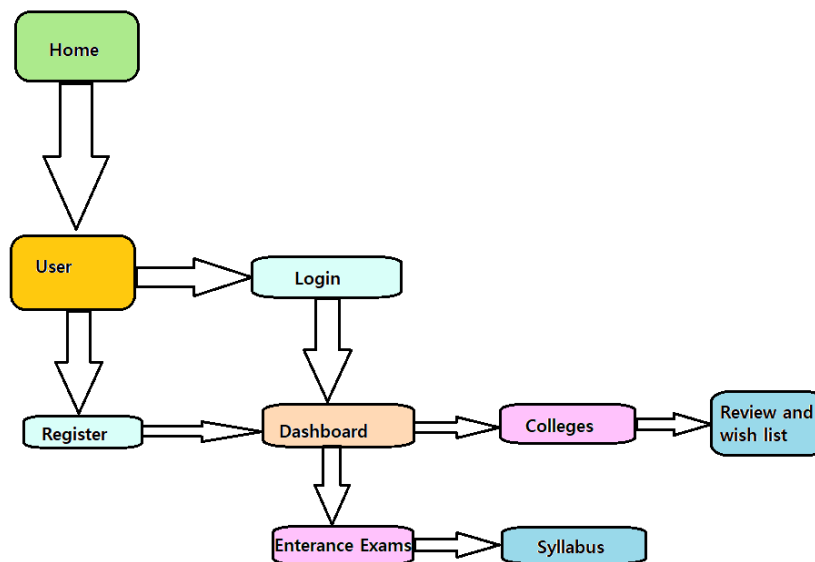 Home
User
Login
Register
Dashboard
Colleges
Review and
wish list
Enterance Exams
Syllabus